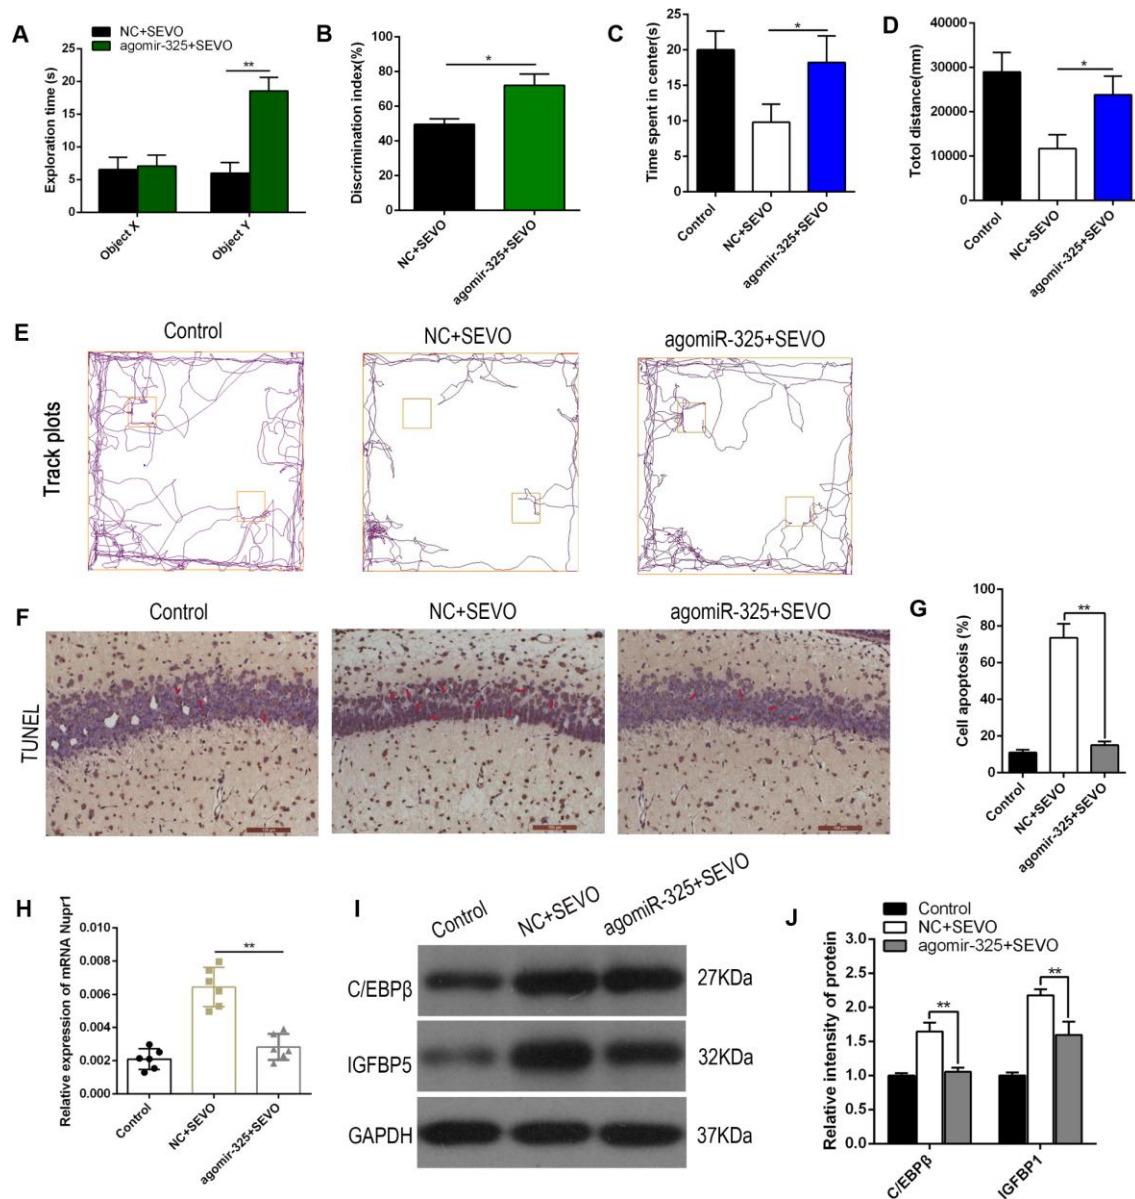 A
NC+SEVO
agomir-325+SEVO
Exploration time (s)
25
20
15
10
5
0
**
Object X
Object Y
B
Discrimination index(%)
100
80
60
40
20
0
*
NC+SEVO
agomir-325+SEVO
C
Time spent in center(s)
25
20
15
10
5
0
*
Control
NC+SEVO
agomir-325+SEVO
D
Totol distance(mm)
40000
30000
20000
10000
0
*
Control
NC+SEVO
agomir-325+SEVO
E
Control
NC+SEVO
agomiR-325+SEVO
Track plots
F
Control
NC+SEVO
agomiR-325+SEVO
TUNEL
G
Cell apoptosis (%)
100
80
60
40
20
0
**
Control
NC+SEVO
agomir-325+SEVO
H
Relative expression of mRNA Nupr1
0.010
0.008
0.006
0.004
0.002
0.000
**
Control
NC+SEVO
agomir-325+SEVO
I
Control
NC+SEVO
agomiR-325+SEVO
C/EBPβ
27KDa
IGFBP5
32KDa
GAPDH
37KDa
J
Control
NC+SEVO
agomir-325+SEVO
Relative intensity of protein
3.0
2.5
2.0
1.5
1.0
0.5
0.0
**
**
C/EBPβ
IGFBP1